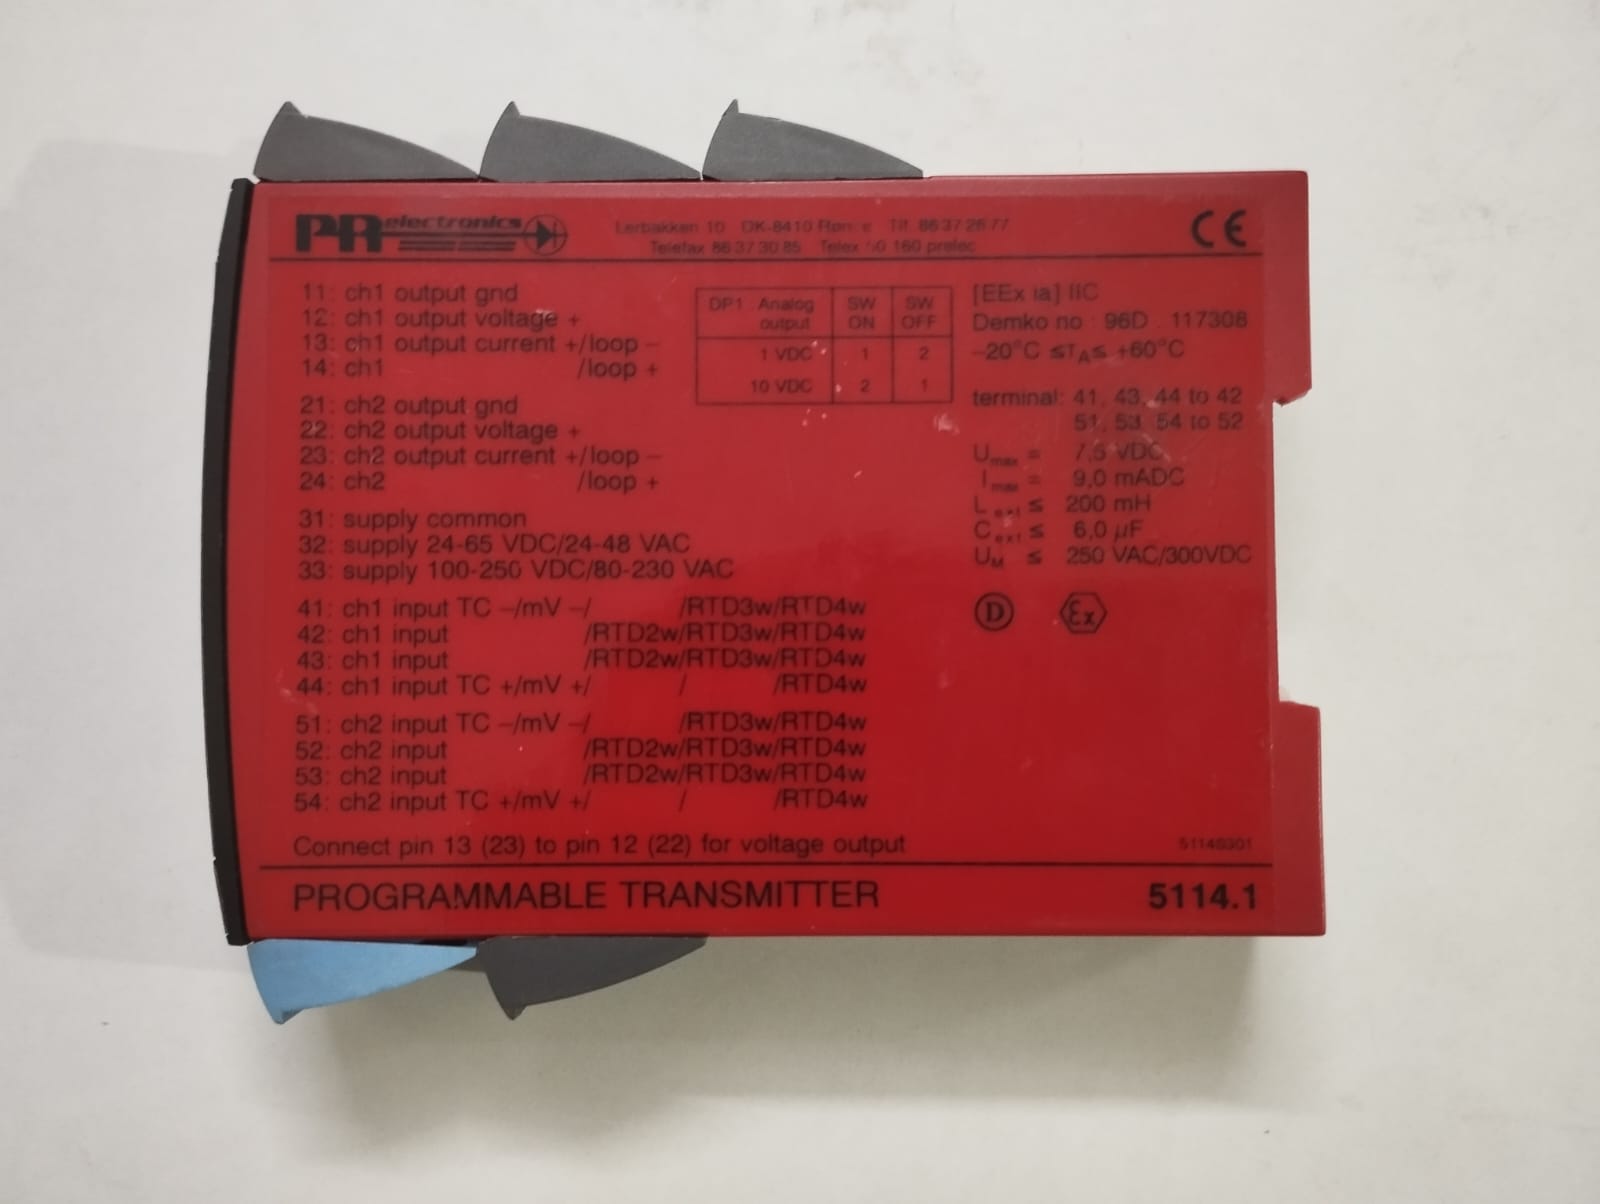 PR electronics
Lerbakken 10 DK-8410 Rønde Tlf. 86 37 26 77
Telefax 86 37 30 85 Telex 60 160 prelec
CE
11: ch1 output gnd
12: ch1 output voltage +
13: ch1 output current +/loop –
14: ch1 /loop +
21: ch2 output gnd
22: ch2 output voltage +
23: ch2 output current +/loop –
24: ch2 /loop +
31: supply common
32: supply 24-65 VDC/24-48 VAC
33: supply 100-250 VDC/80-230 VAC
41: ch1 input TC –/mV –/ /RTD3w/RTD4w
42: ch1 input /RTD2w/RTD3w/RTD4w
43: ch1 input /RTD2w/RTD3w/RTD4w
44: ch1 input TC +/mV +/ / /RTD4w
51: ch2 input TC –/mV –/ /RTD3w/RTD4w
52: ch2 input /RTD2w/RTD3w/RTD4w
53: ch2 input /RTD2w/RTD3w/RTD4w
54: ch2 input TC +/mV +/ / /RTD4w
Connect pin 13 (23) to pin 12 (22) for voltage output
DP1 : Analog output SW ON SW OFF
1 VDC 1 2
10 VDC 2 1
[EEx ia] IIC
Demko no : 96D . 117308
–20°C ≤TA≤ +60°C
terminal: 41, 43, 44 to 42
51, 53, 54 to 52
Umax = 7,5 VDC
Imax = 9,0 mADC
Lext ≤ 200 mH
Cext ≤ 6,0 µF
UM ≤ 250 VAC/300VDC
D Ex
PROGRAMMABLE TRANSMITTER
5114.1